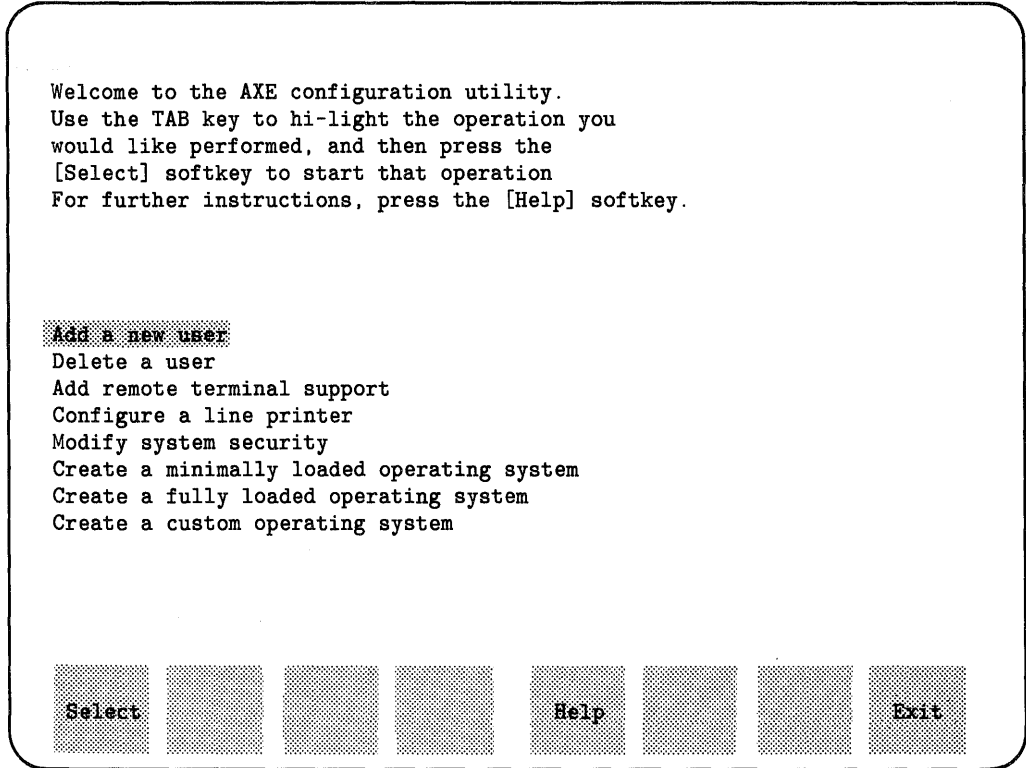 Welcome to the AXE configuration utility.
Use the TAB key to hi-light the operation you
would like performed, and then press the
[Select] softkey to start that operation
For further instructions, press the [Help] softkey.
Add a new user
Delete a user
Add remote terminal support
Configure a line printer
Modify system security
Create a minimally loaded operating system
Create a fully loaded operating system
Create a custom operating system
Select Help Exit